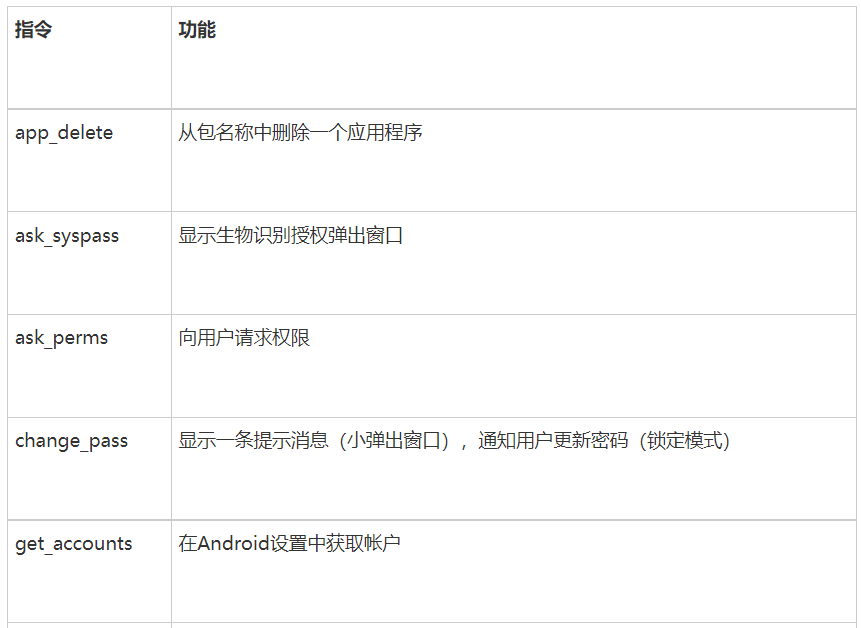 指令 功能
app_delete 从包名称中删除一个应用程序
ask_syspass 显示生物识别授权弹出窗口
ask_perms 向用户请求权限
change_pass 显示一条提示消息（小弹出窗口），通知用户更新密码（锁定模式）
get_accounts 在Android设置中获取帐户